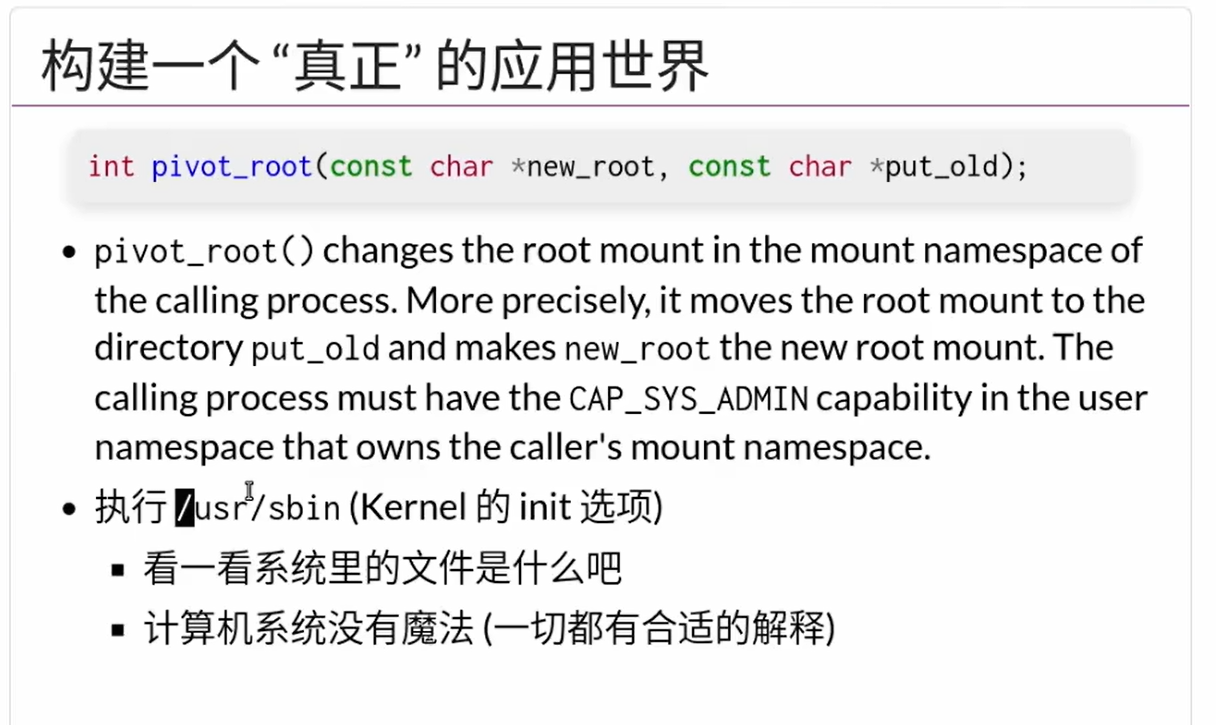 构建一个 “真正” 的应用世界
int pivot_root(const char *new_root, const char *put_old);
• pivot_root() changes the root mount in the mount namespace of
the calling process. More precisely, it moves the root mount to the
directory put_old and makes new_root the new root mount. The
calling process must have the CAP_SYS_ADMIN capability in the user
namespace that owns the caller's mount namespace.
• 执行 /usr/sbin (Kernel 的 init 选项)
▪ 看一看系统里的文件是什么吧
▪ 计算机系统没有魔法 (一切都有合适的解释)